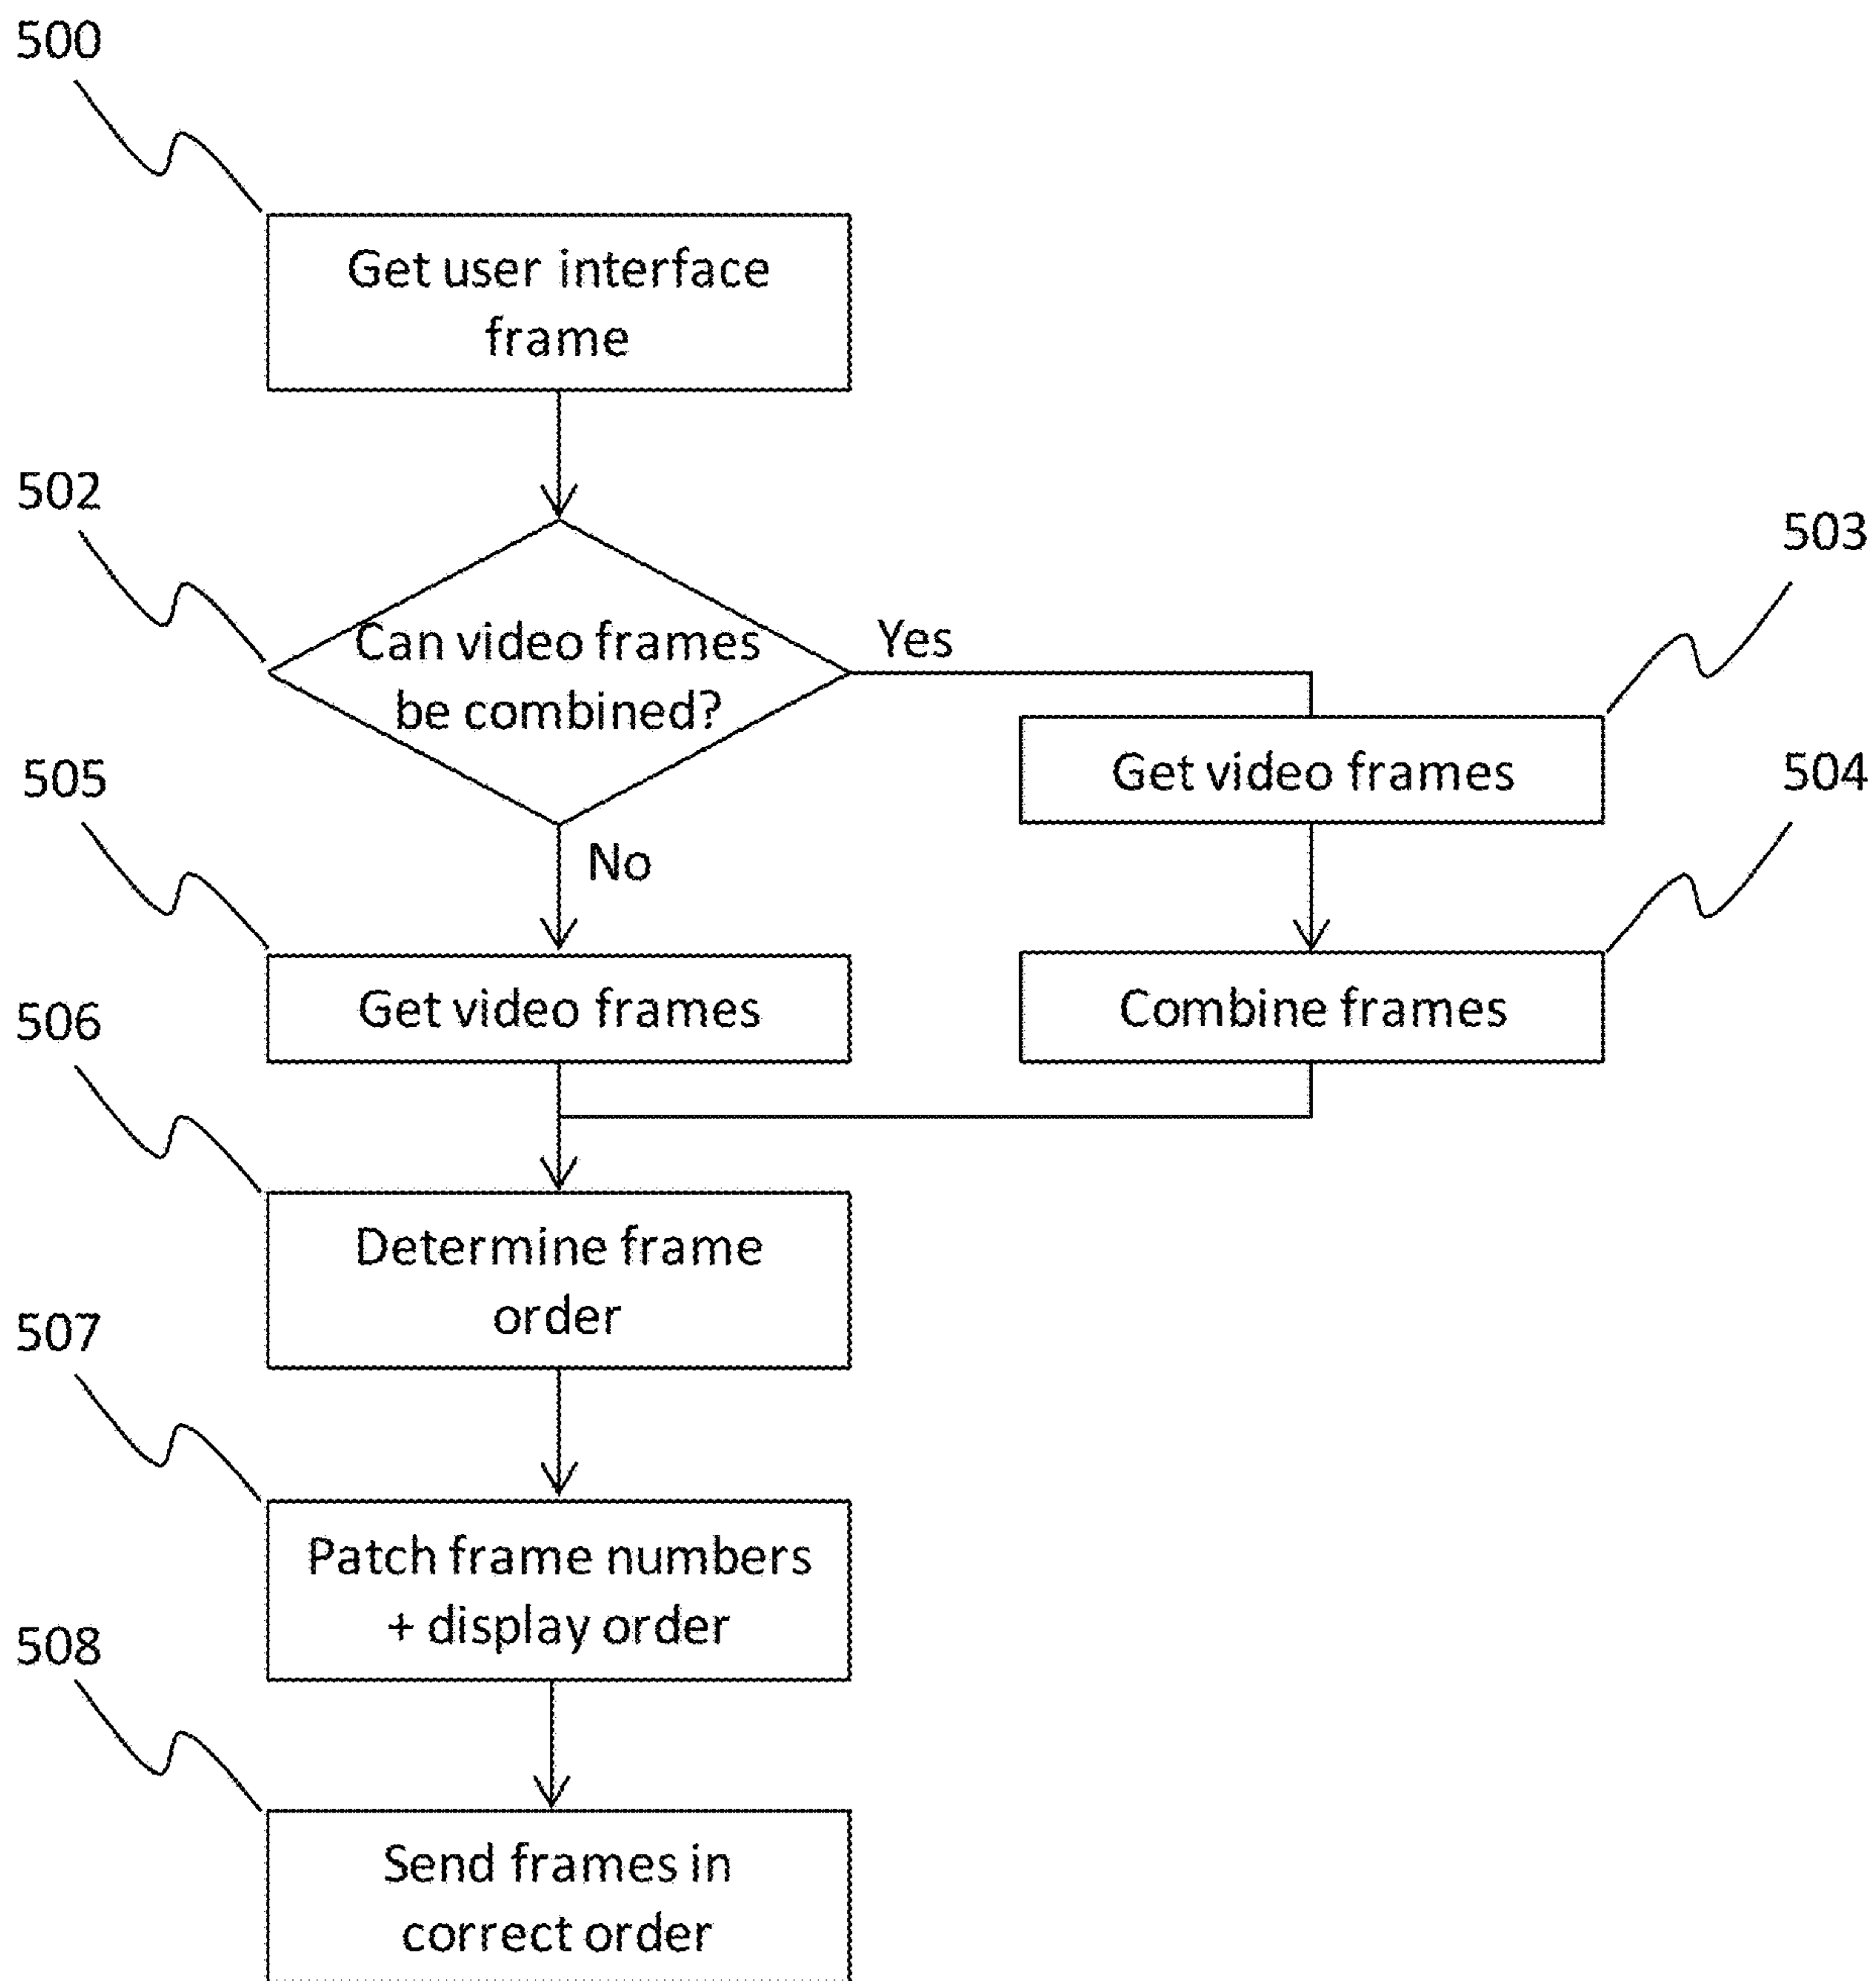 500
Get user interface
frame
502
Can video frames
be combined?
Yes
503
Get video frames
504
Combine frames
505
No
Get video frames
506
Determine frame
order
507
Patch frame numbers
+ display order
508
Send frames in
correct order